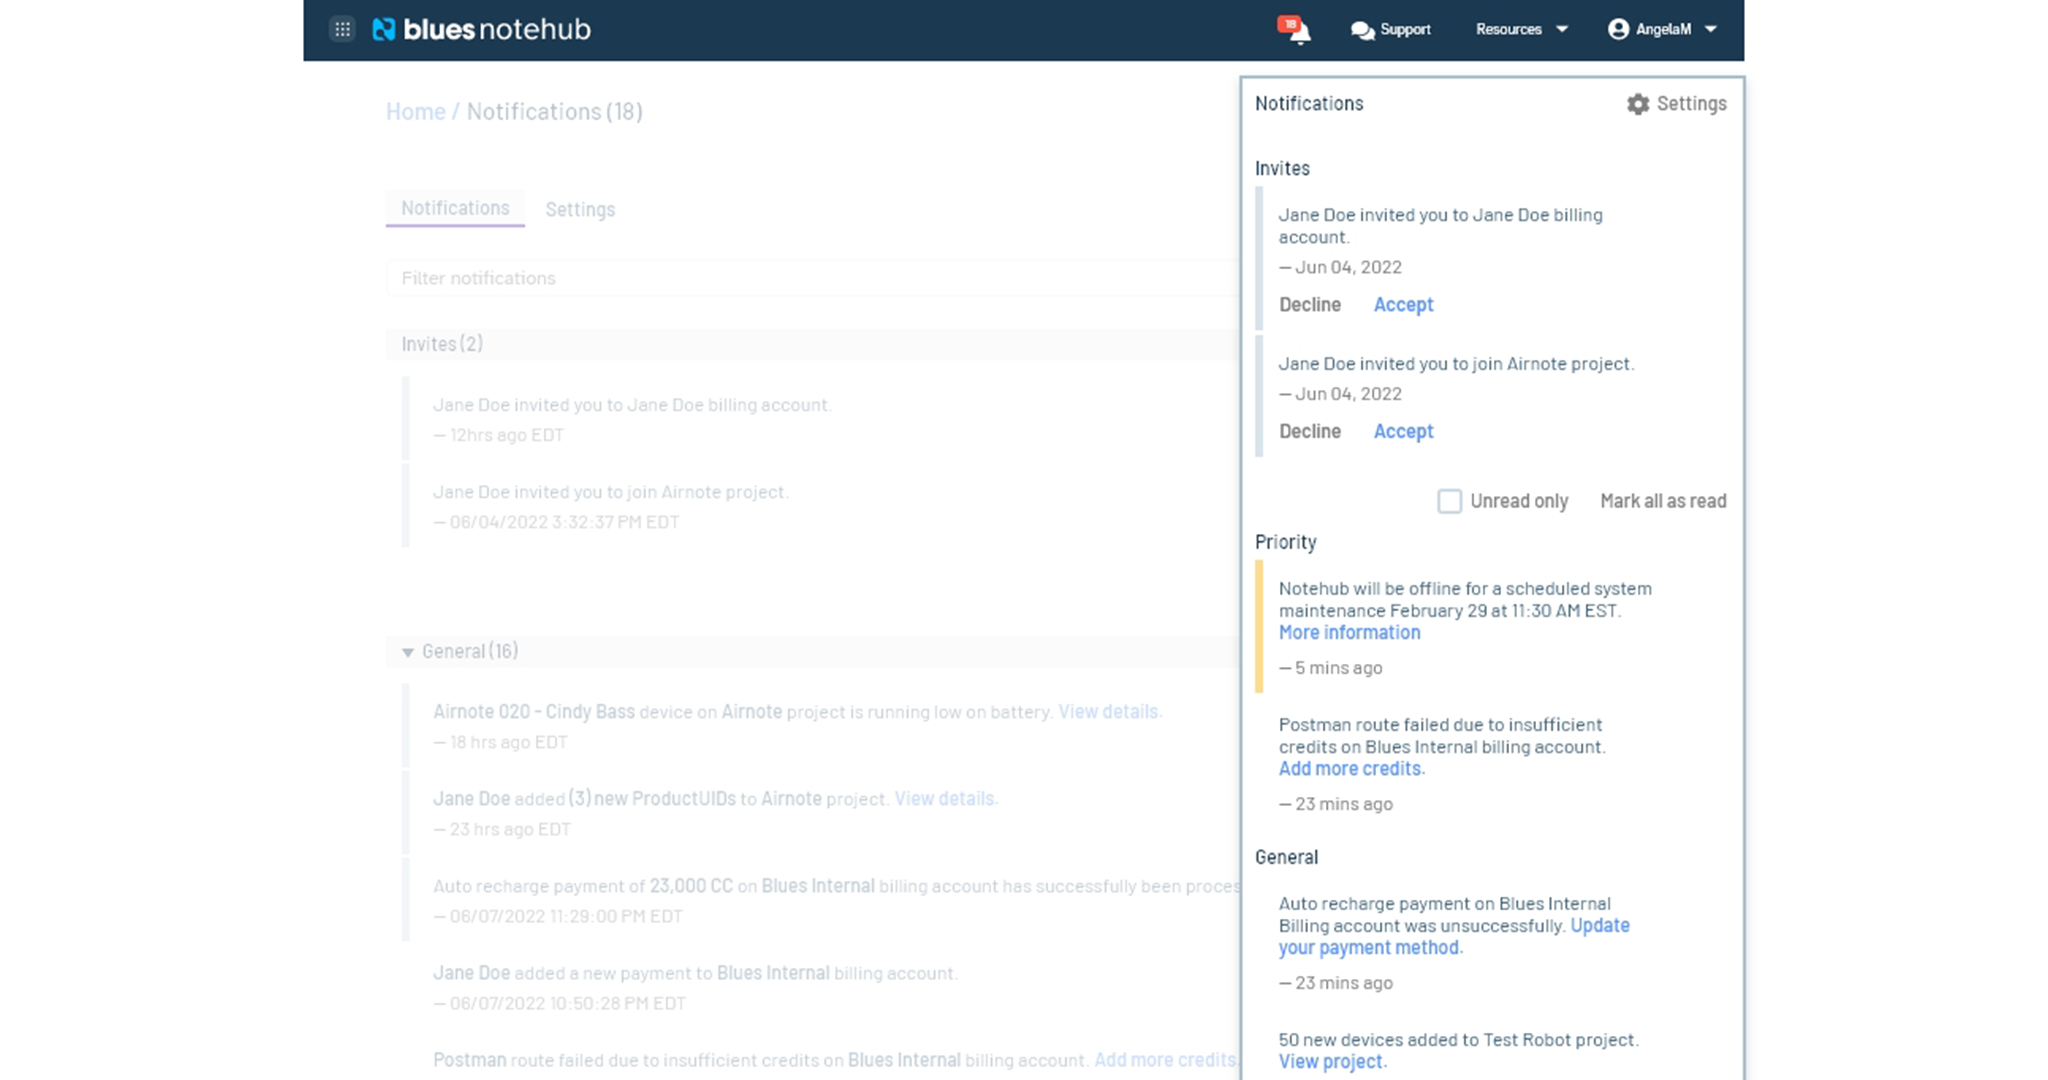 blues notehub
18
Support
Resources
AngelaM
Home / Notifications (18)
Notifications
Settings
Filter notifications
Invites (2)
Jane Doe invited you to Jane Doe billing account.
– 12hrs ago EDT
Jane Doe invited you to join Airnote project.
– 06/04/2022 3:32:37 PM EDT
General (16)
Airnote 020 - Cindy Bass device on Airnote project is running low on battery. View details.
– 18 hrs ago EDT
Jane Doe added (3) new ProductUIDs to Airnote project. View details.
– 23 hrs ago EDT
Auto recharge payment of 23,000 CC on Blues Internal billing account has successfully been proces
– 06/07/2022 11:29:00 PM EDT
Jane Doe added a new payment to Blues Internal billing account.
– 06/07/2022 10:50:28 PM EDT
Postman route failed due to insufficient credits on Blues Internal billing account. Add more credits.
Notifications
Settings
Invites
Jane Doe invited you to Jane Doe billing
account.
– Jun 04, 2022
Decline Accept
Jane Doe invited you to join Airnote project.
– Jun 04, 2022
Decline Accept
Unread only Mark all as read
Priority
Notehub will be offline for a scheduled system
maintenance February 29 at 11:30 AM EST.
More information
– 5 mins ago
Postman route failed due to insufficient
credits on Blues Internal billing account.
Add more credits.
– 23 mins ago
General
Auto recharge payment on Blues Internal
Billing account was unsuccessfully. Update
your payment method.
– 23 mins ago
50 new devices added to Test Robot project.
View project.